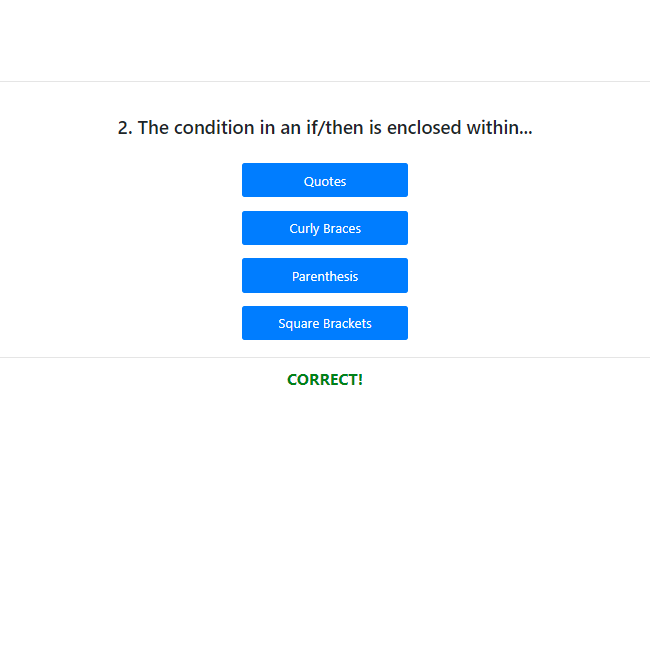 2. The condition in an if/then is enclosed within...
Quotes
Curly Braces
Parenthesis
Square Brackets
CORRECT!